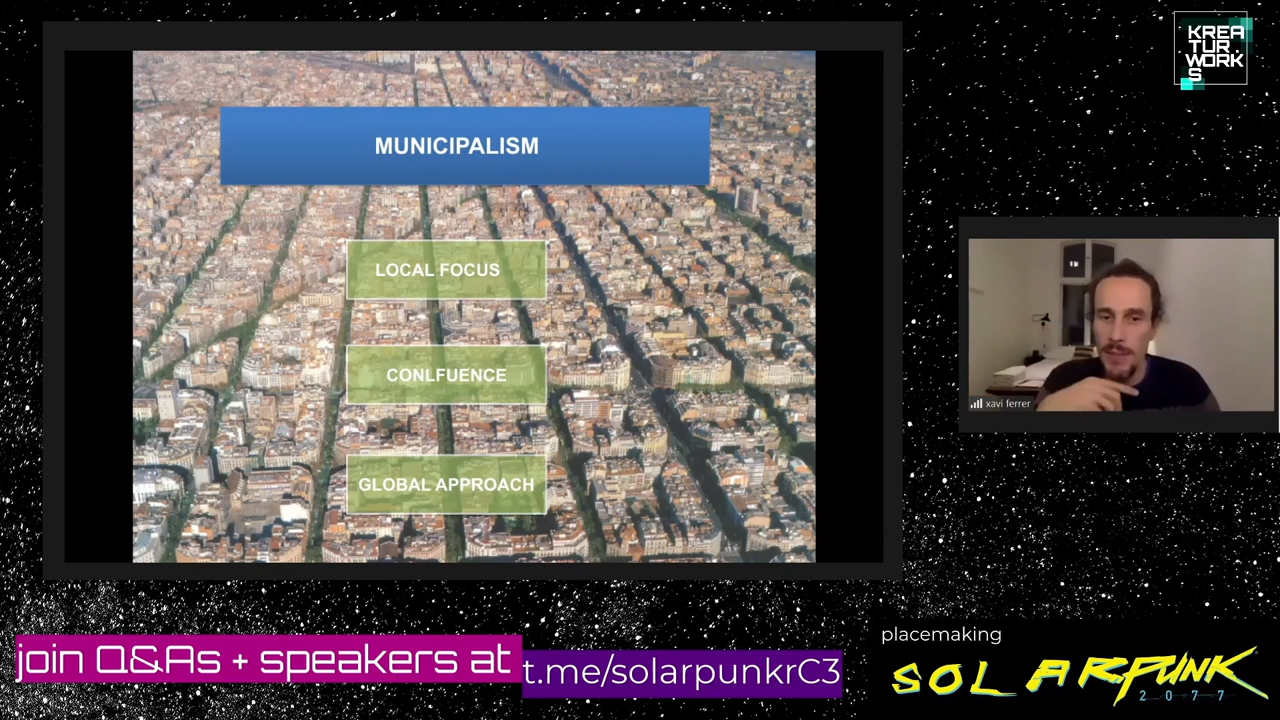 KREA
TUR.
WORK
S
MUNICIPALISM
LOCAL FOCUS
CONLFUENCE
GLOBAL APPROACH
xavi ferrer
join Q&As + speakers at
t.me/solarpunkrC3
placemaking
SOLARPUNK
2077